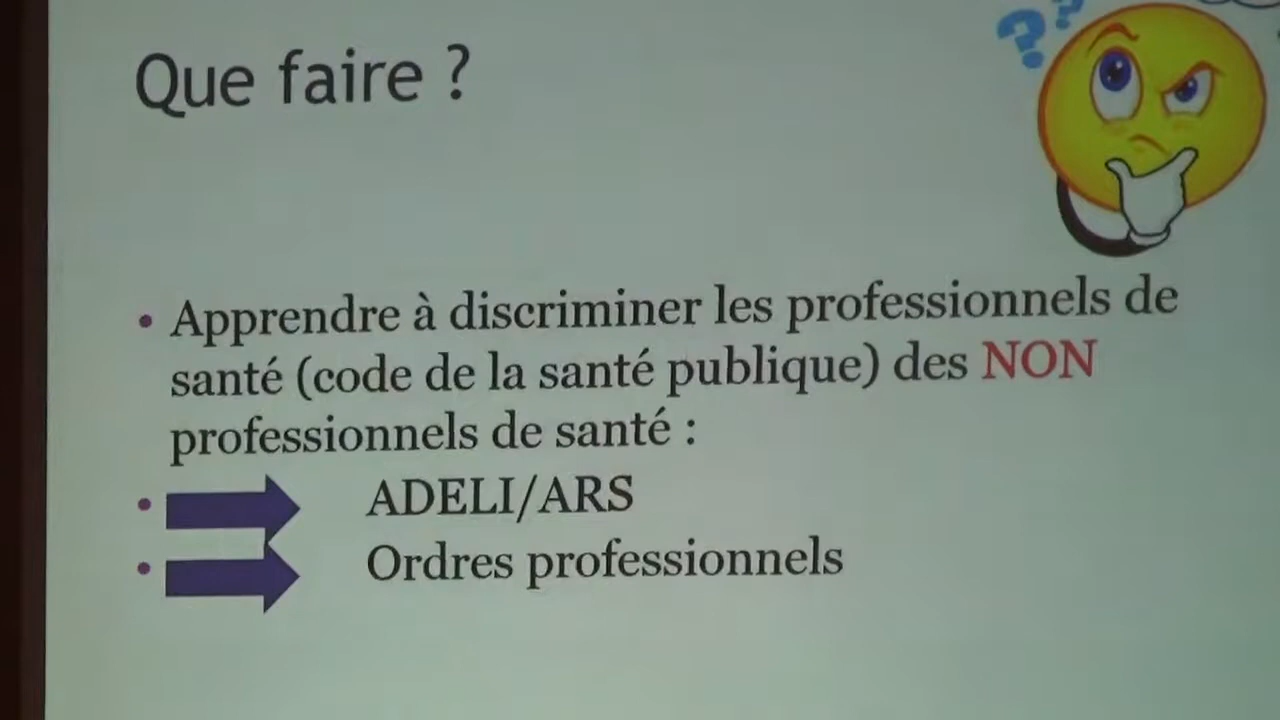 Que faire ?
• Apprendre à discriminer les professionnels de
santé (code de la santé publique) des NON
professionnels de santé :
• ADELI/ARS
• Ordres professionnels